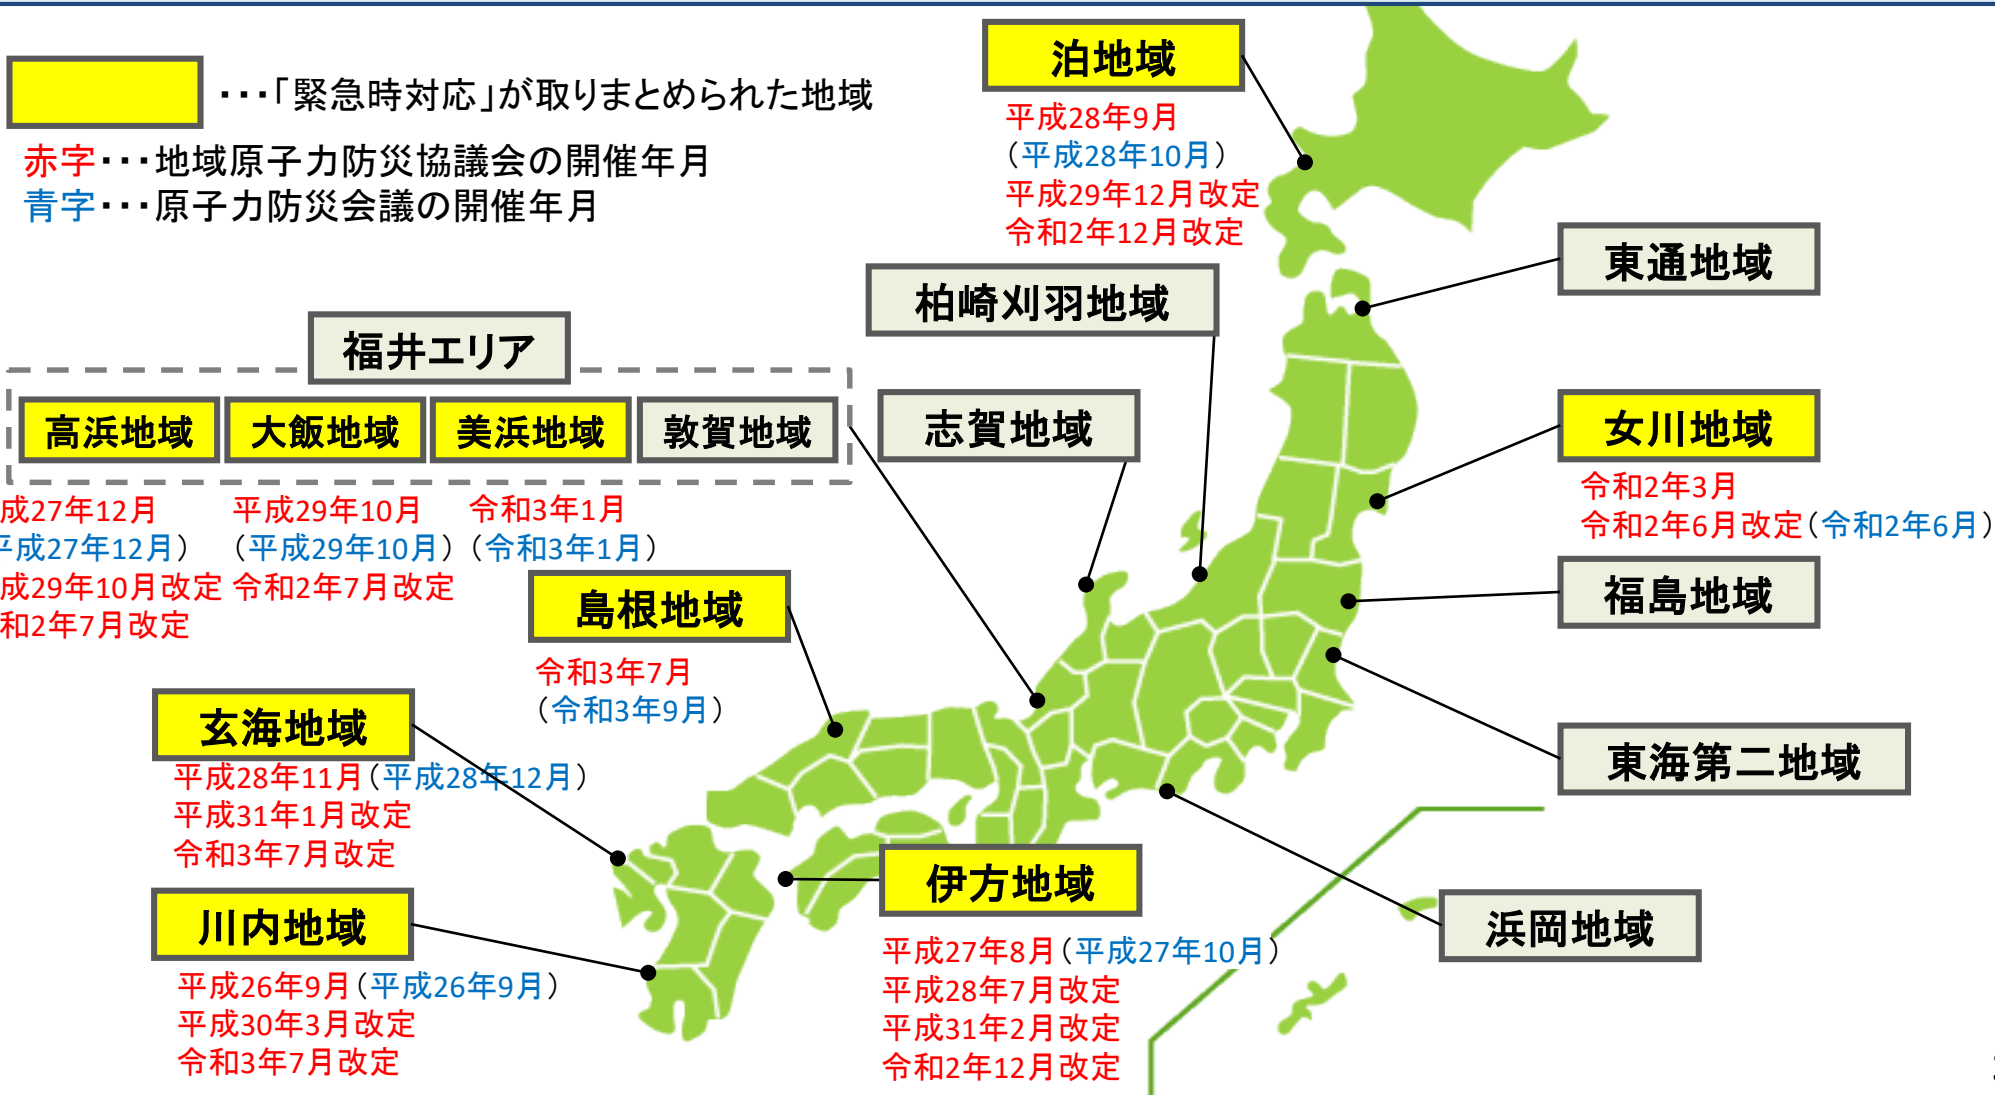 ･･･「緊急時対応」が取りまとめられた地域
赤字･･･地域原子力防災協議会の開催年月
青字･･･原子力防災会議の開催年月
泊地域
平成28年9月
（平成28年10月）
平成29年12月改定
令和2年12月改定
東通地域
柏崎刈羽地域
福井エリア
高浜地域
大飯地域
美浜地域
敦賀地域
成27年12月
成27年12月）
成29年10月改定
和2年7月改定
平成29年10月
（平成29年10月）
令和2年7月改定
令和3年1月
（令和3年1月）
志賀地域
女川地域
令和2年3月
令和2年6月改定（令和2年6月）
島根地域
令和3年7月
（令和3年9月）
福島地域
玄海地域
平成28年11月（平成28年12月）
平成31年1月改定
令和3年7月改定
東海第二地域
川内地域
平成26年9月（平成26年9月）
平成30年3月改定
令和3年7月改定
伊方地域
平成27年8月（平成27年10月）
平成28年7月改定
平成31年2月改定
令和2年12月改定
浜岡地域